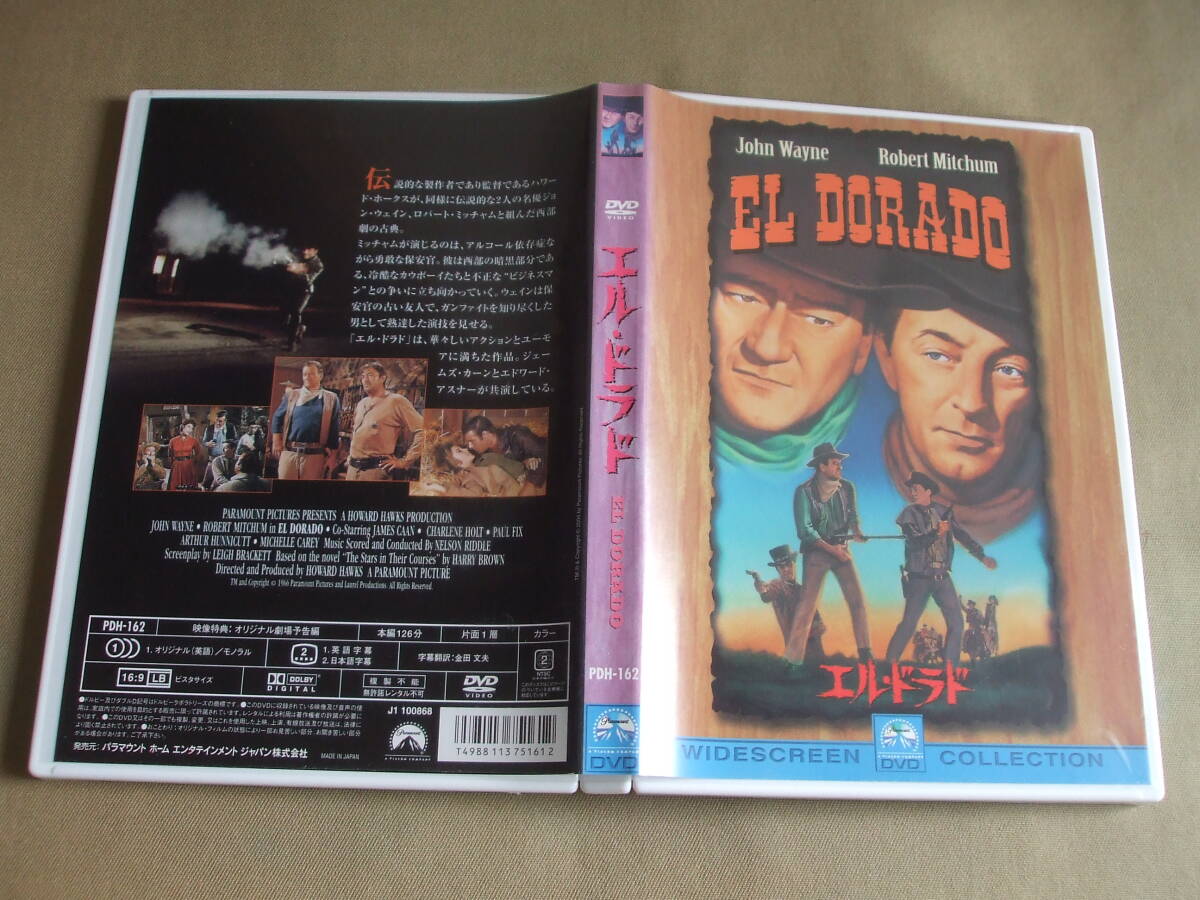 伝説的な製作者であり監督であるハワー
ド・ホークスが、同様に伝説的な2人の名優ジョ
ン・ウェイン、ロバート・ミッチャムと組んだ西部
劇の古典。
ミッチャムが演じるのは、アルコール依存症な
がら勇敢な保安官。彼は西部の暗黒部分であ
る、冷酷なカウボーイたちと不正な“ビジネスマ
ン”との争いに立ち向かっていく。ウェインは保
安官の古い友人で、ガンファイトを知り尽くした
男として熟達した演技を見せる。
「エル・ドラド」は、華々しいアクションとユーモ
アに満ちた作品。ジェー
ムズ・カーンとエドワード・
アスナーが共演している。
PARAMOUNT PICTURES PRESENTS A HOWARD HAWKS PRODUCTION
JOHN WAYNE・ROBERT MITCHUM in EL DORADO・Co-Starring JAMES CAAN・CHARLENE HOLT・PAUL FIX
ARTHUR HUNNICUTT・MICHELLE CAREY Music Scored and Conducted By NELSON RIDDLE
Screenplay by LEIGH BRACKETT Based on the novel "The Stars in Their Courses" by HARRY BROWN
Directed and Produced by HOWARD HAWKS A PARAMOUNT PICTURE
TM and Copyright © 1966 Paramount Pictures and Laurel Productions. All Rights Reserved.
PDH-162
映像特典:オリジナル劇場予告編
本編126分
片面1層
カラー
1. オリジナル(英語)/モノラル
2
1. 英語字幕
2. 日本語字幕
字幕翻訳:金田 文夫
2
NTSC
16:9
LB
ビスタサイズ
DOLBY
DIGITAL
複製不能
無許諾レンタル不可
DVD
VIDEO
発売元:パラマウント ホーム エンタテインメント ジャパン株式会社
MADE IN JAPAN
J1 100868
T4988113751612
Paramount
DVD
VIDEO
エル・ドラド
EL DORADO
PDH-162
Paramount
DVD
John Wayne
Robert Mitchum
EL DORADO
エル・ドラド
WIDESCREEN
Paramount
DVD
COLLECTION